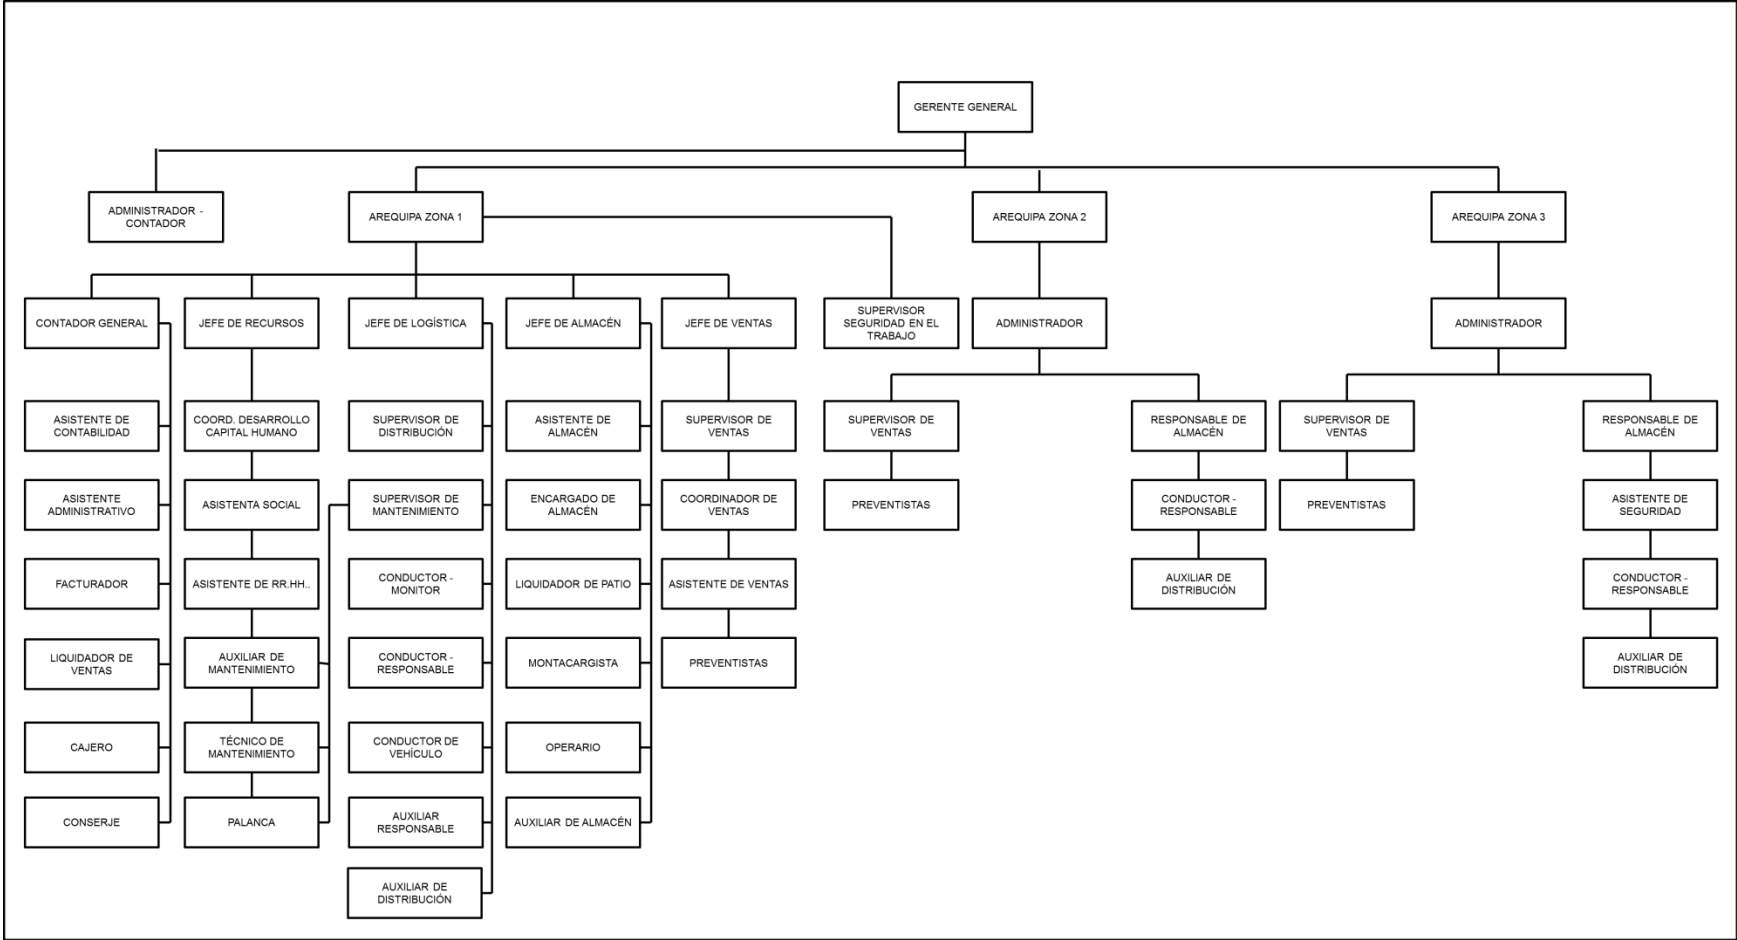 GERENTE GENERAL
ADMINISTRADOR -
CONTADOR
AREQUIPA ZONA 1
AREQUIPA ZONA 2
AREQUIPA ZONA 3
CONTADOR GENERAL
JEFE DE RECURSOS
JEFE DE LOGÍSTICA
JEFE DE ALMACÉN
JEFE DE VENTAS
SUPERVISOR
SEGURIDAD EN EL
TRABAJO
ADMINISTRADOR
ADMINISTRADOR
ASISTENTE DE
CONTABILIDAD
COORD. DESARROLLO
CAPITAL HUMANO
SUPERVISOR DE
DISTRIBUCIÓN
ASISTENTE DE
ALMACÉN
SUPERVISOR DE
VENTAS
SUPERVISOR DE
VENTAS
RESPONSABLE DE
ALMACÉN
SUPERVISOR DE
VENTAS
RESPONSABLE DE
ALMACÉN
ASISTENTE
ADMINISTRATIVO
ASISTENTA SOCIAL
SUPERVISOR DE
MANTENIMIENTO
ENCARGADO DE
ALMACÉN
COORDINADOR DE
VENTAS
PREVENTISTAS
CONDUCTOR -
RESPONSABLE
PREVENTISTAS
ASISTENTE DE
SEGURIDAD
FACTURADOR
ASISTENTE DE RR.HH..
CONDUCTOR -
MONITOR
LIQUIDADOR DE PATIO
ASISTENTE DE VENTAS
AUXILIAR DE
DISTRIBUCIÓN
CONDUCTOR -
RESPONSABLE
LIQUIDADOR DE
VENTAS
AUXILIAR DE
MANTENIMIENTO
CONDUCTOR -
RESPONSABLE
MONTACARGISTA
PREVENTISTAS
AUXILIAR DE
DISTRIBUCIÓN
CAJERO
TÉCNICO DE
MANTENIMIENTO
CONDUCTOR DE
VEHÍCULO
OPERARIO
CONSERJE
PALANCA
AUXILIAR
RESPONSABLE
AUXILIAR DE ALMACÉN
AUXILIAR DE
DISTRIBUCIÓN